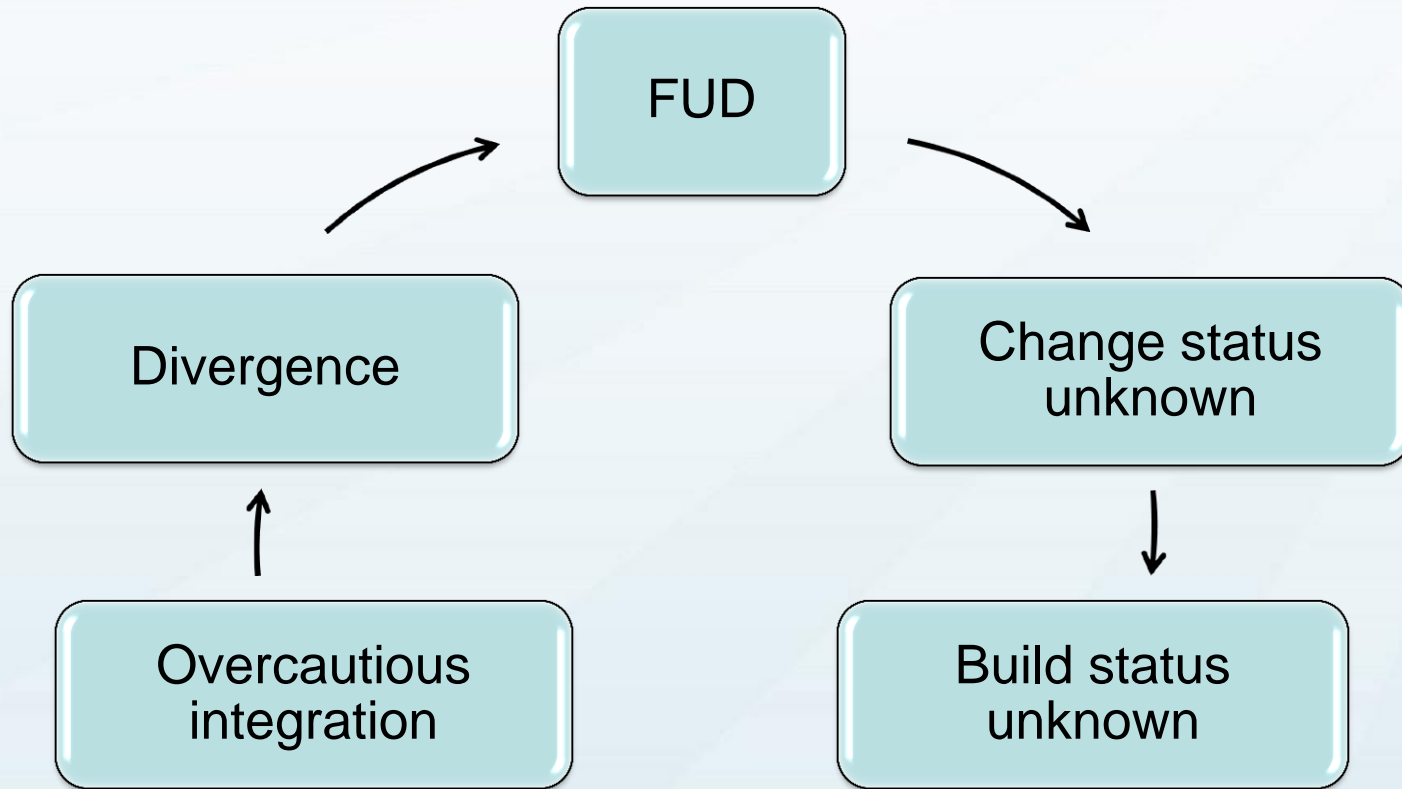 FUD
Divergence
Change status
unknown
Overcautious
integration
Build status
unknown